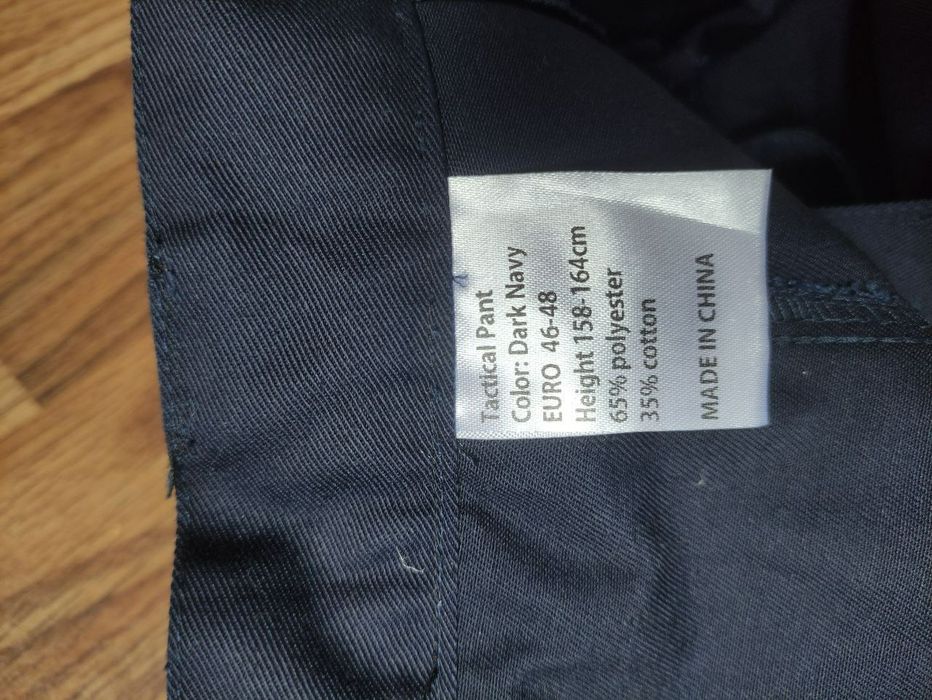 Tactical Pant
Color: Dark Navy
EURO 46-48
Height 158-164cm
65% polyester
35% cotton
MADE IN CHINA